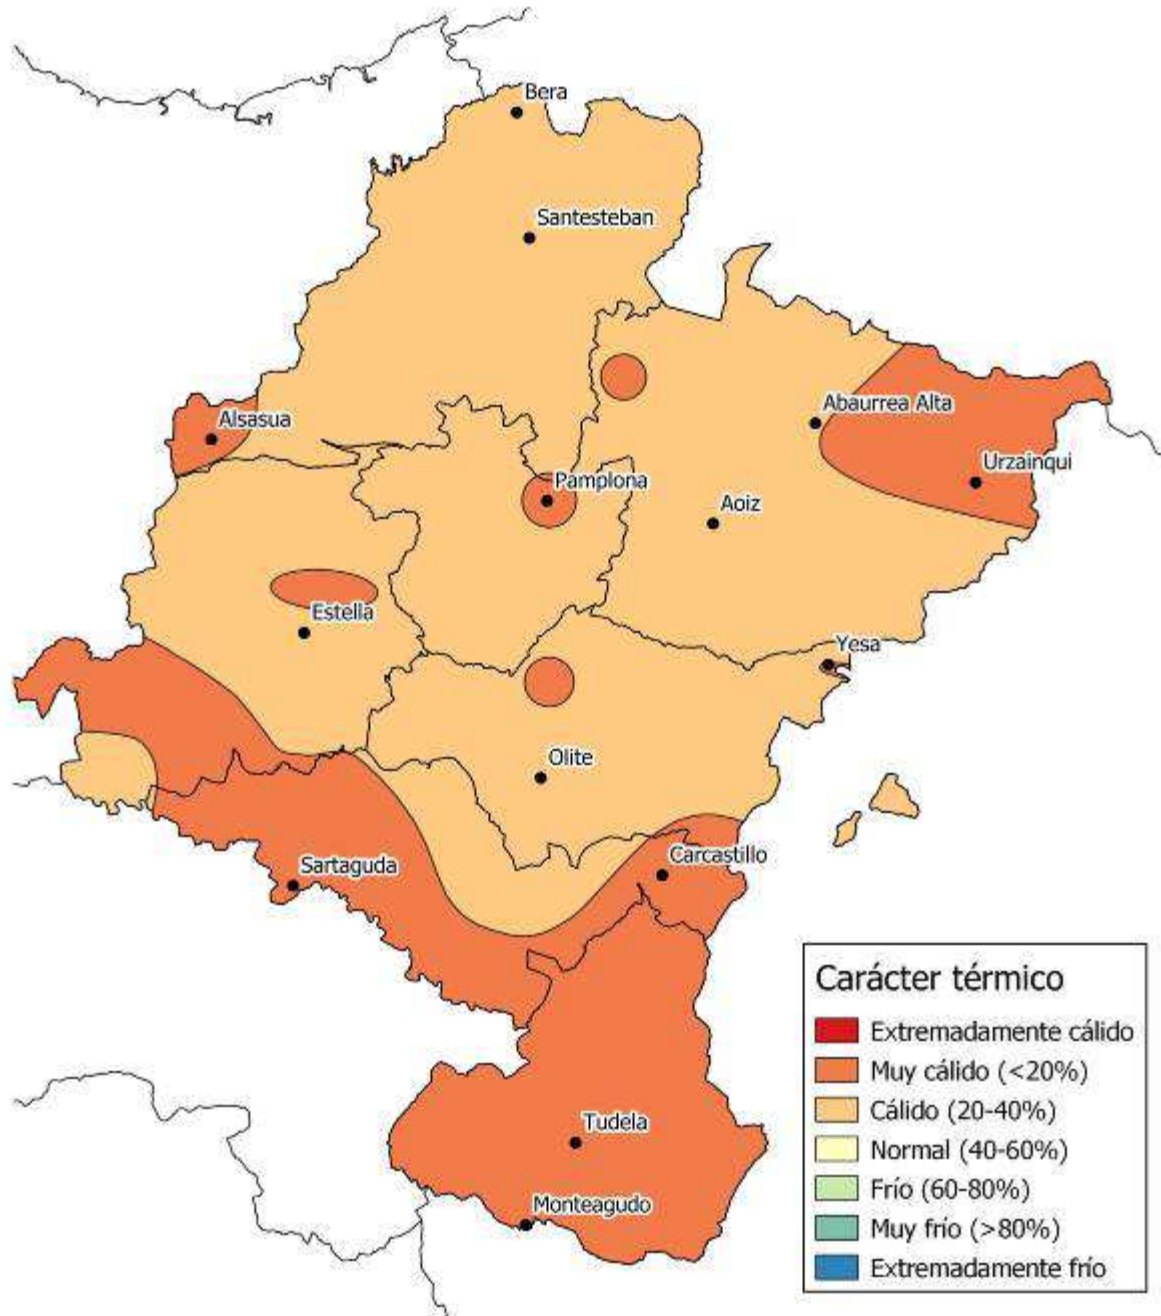 Bera
Santesteban
Alsasua
Abaurrea Alta
Urzainqui
Pamplona
Aoiz
Estella
Yesa
Olite
Carcastillo
Sartaguda
Tudela
Monteagudo
Carácter térmico
Extremadamente cálido
Muy cálido (<20%)
Cálido (20-40%)
Normal (40-60%)
Frío (60-80%)
Muy frío (>80%)
Extremadamente frío